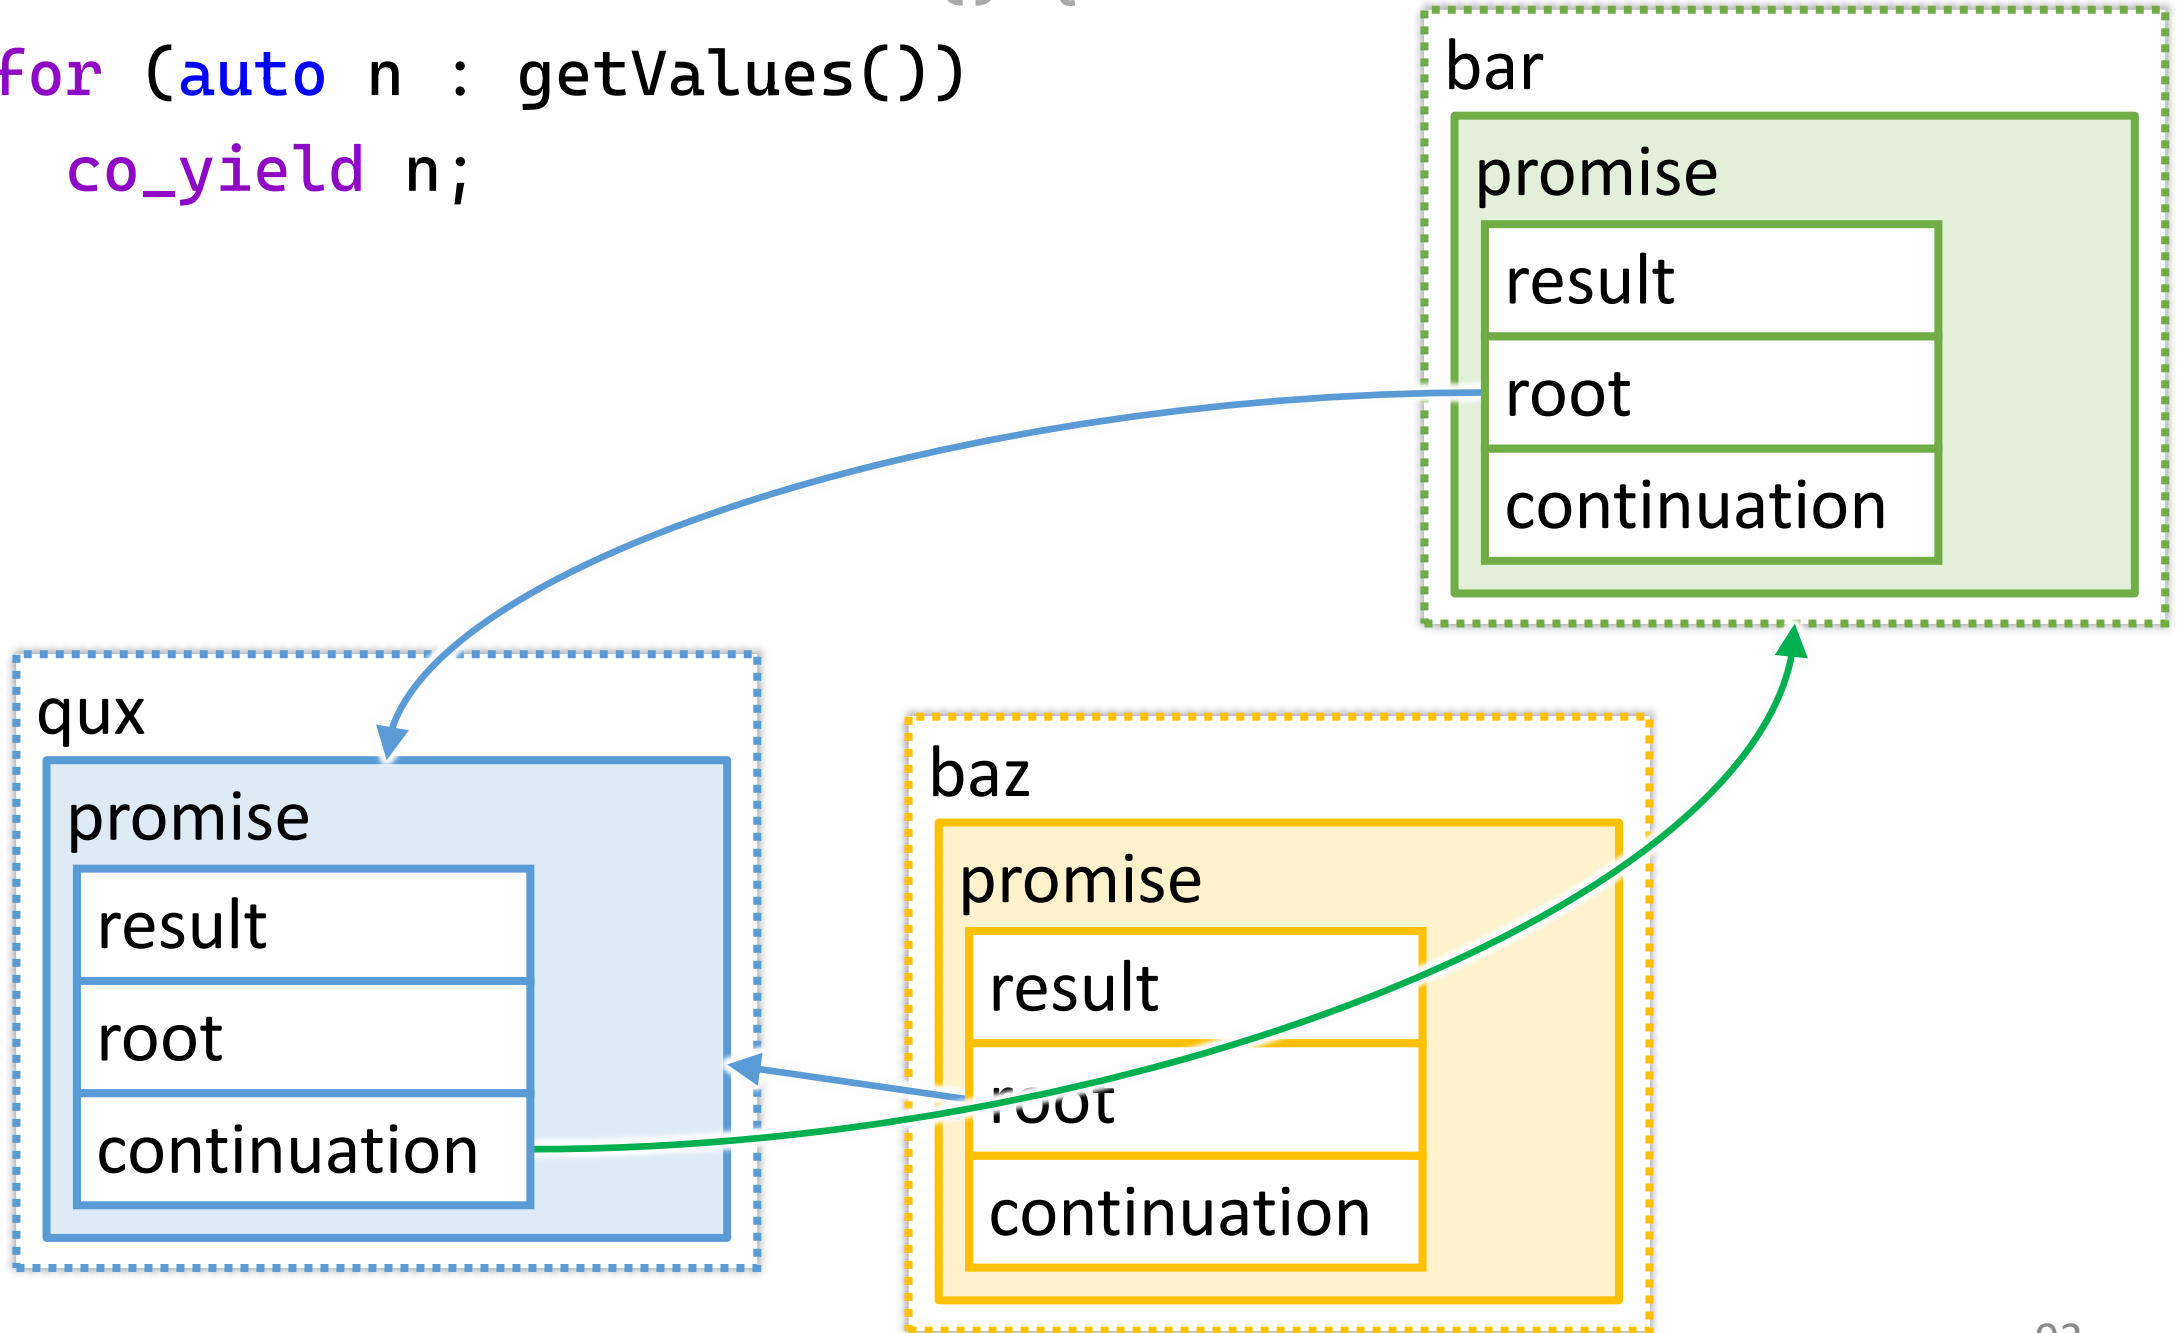 for (auto n : getValues())
co_yield n;
bar
promise
result
root
continuation
qux
promise
result
root
continuation
baz
promise
result
root
continuation